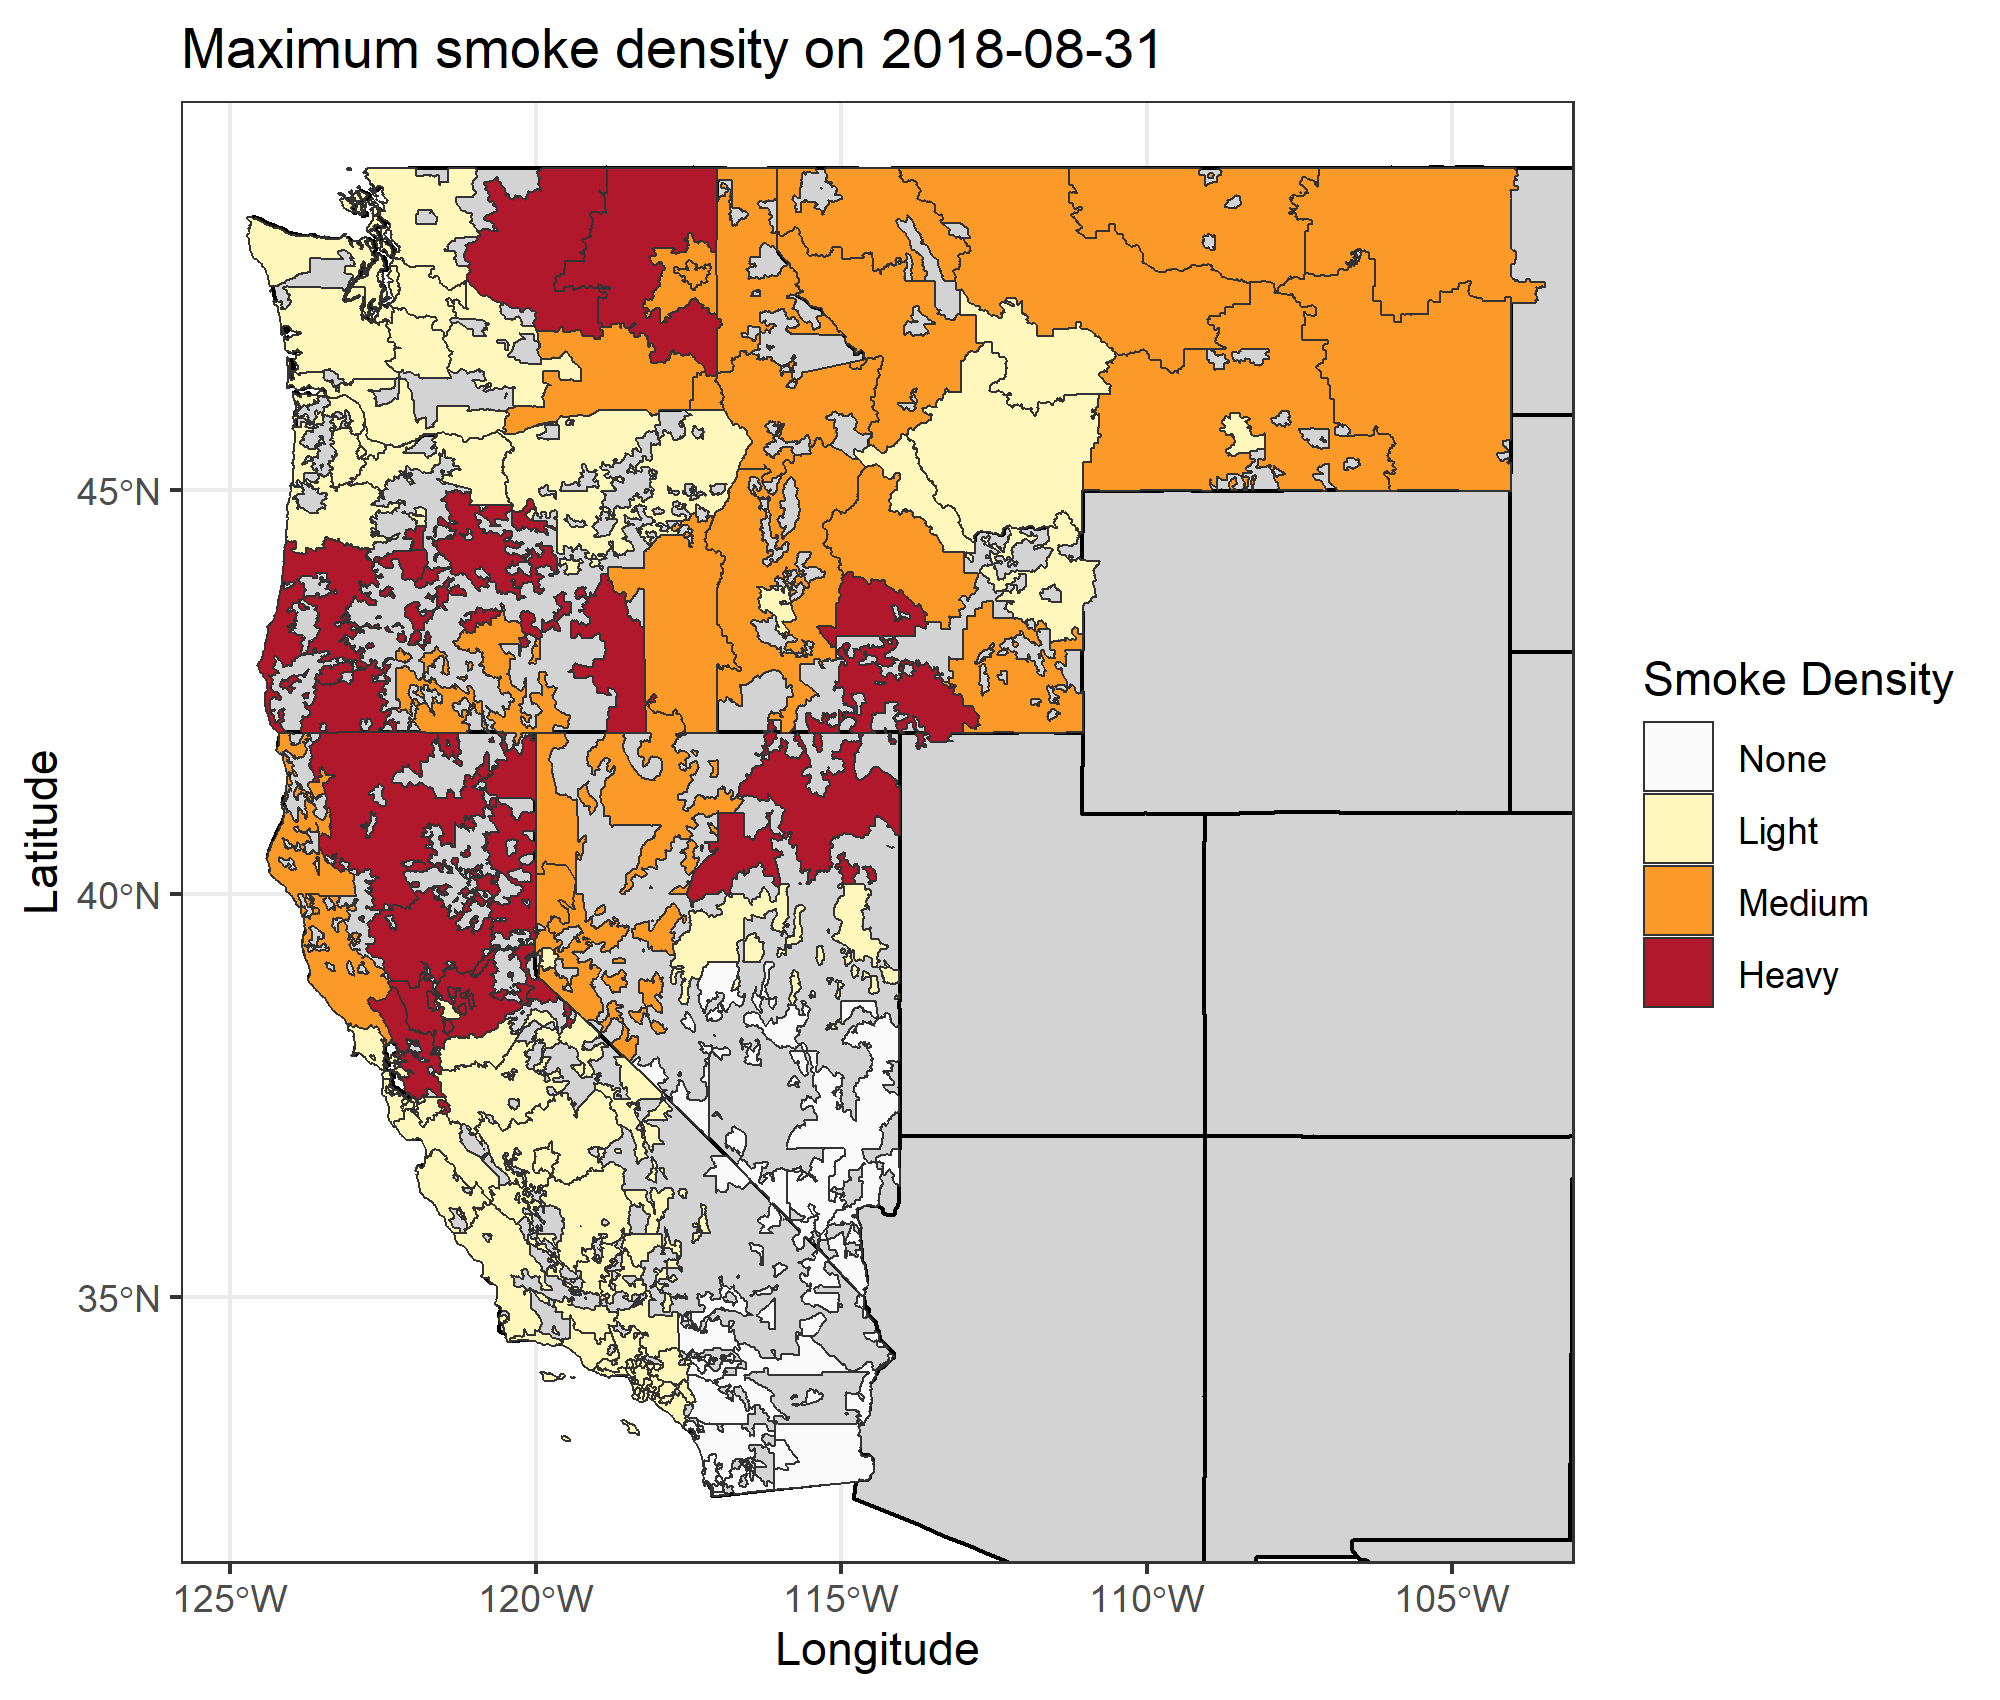 Maximum smoke density on 2018-08-31
45°N
40°N
35°N
Latitude
125°W 120°W 115°W 110°W 105°W
Longitude
Smoke Density
None
Light
Medium
Heavy